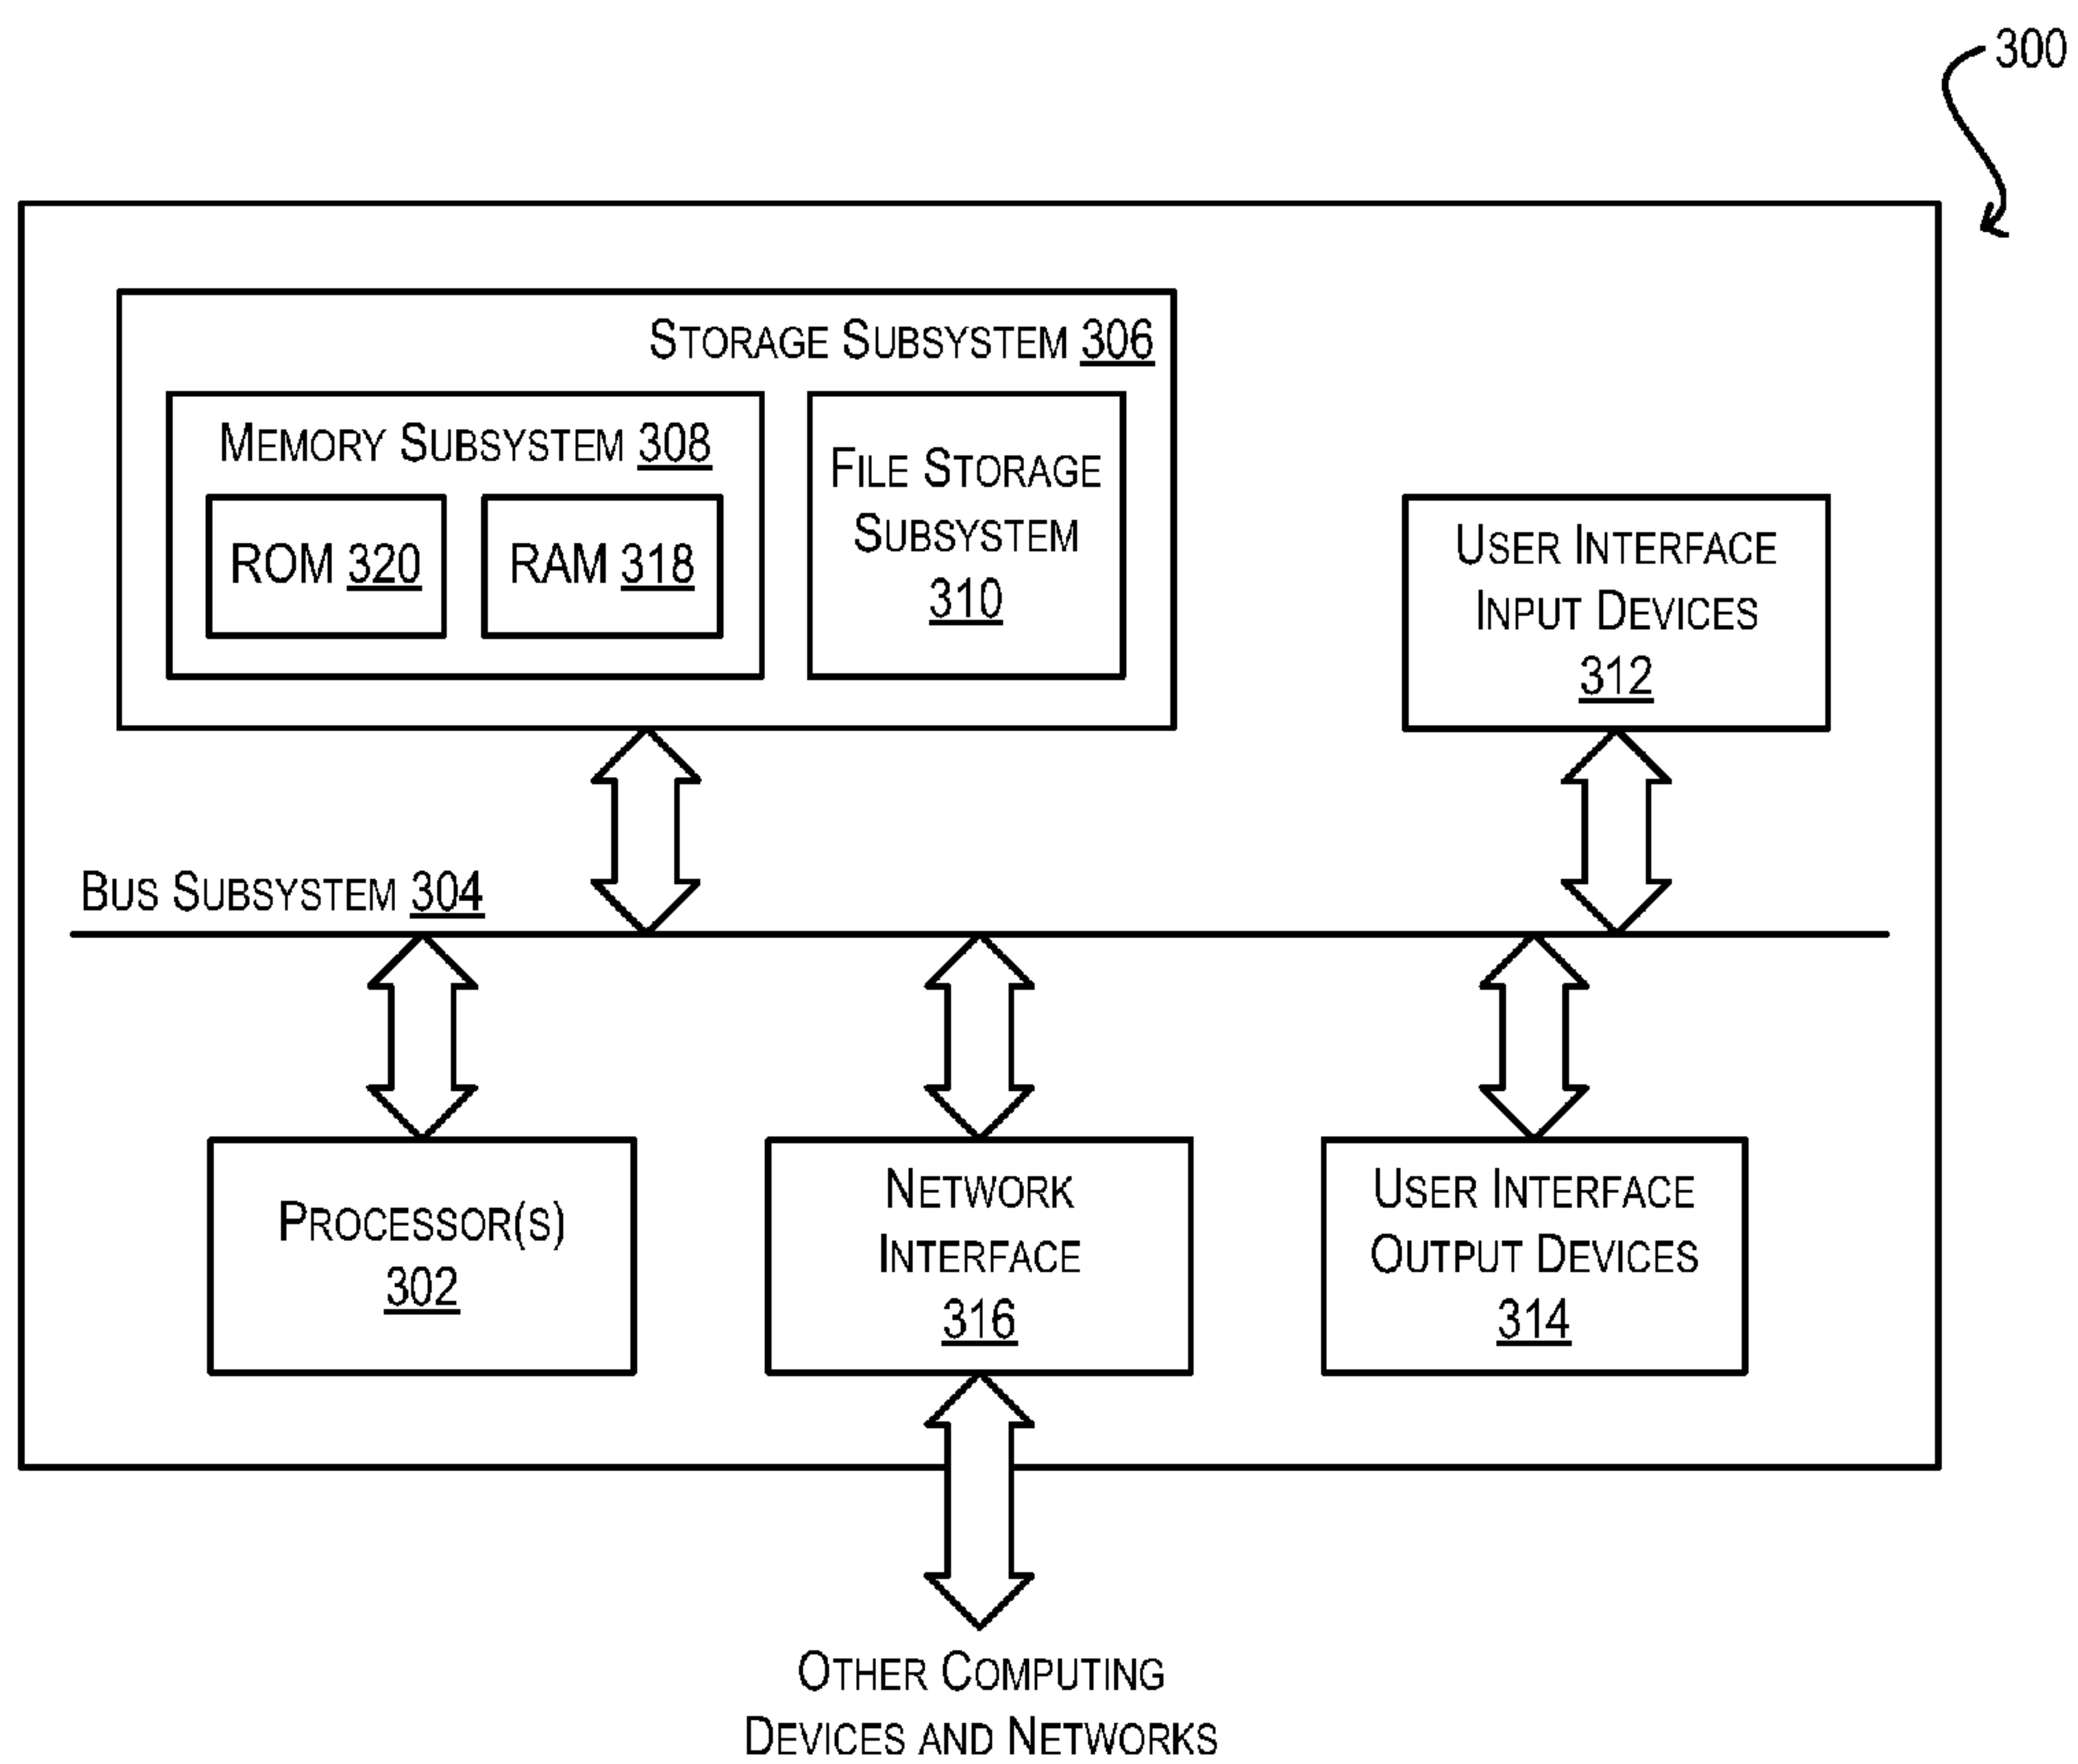 300
STORAGE SUBSYSTEM 306
MEMORY SUBSYSTEM 308
ROM 320
RAM 318
FILE STORAGE
SUBSYSTEM
310
USER INTERFACE
INPUT DEVICES
312
BUS SUBSYSTEM 304
PROCESSOR(S)
302
NETWORK
INTERFACE
316
USER INTERFACE
OUTPUT DEVICES
314
OTHER COMPUTING
DEVICES AND NETWORKS